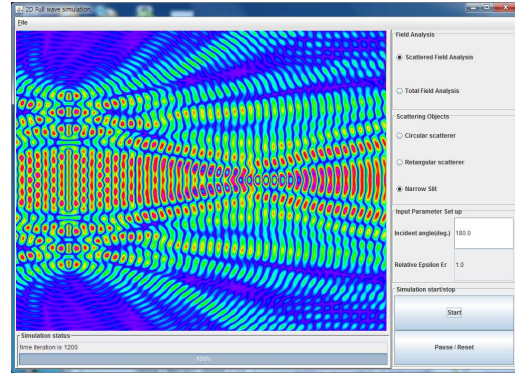 2D Full wave simulation
File
Field Analysis
Scattered Field Analysis
Total Field Analysis
Scattering Objects
Circular scatterer
Retangular scatterer
Narrow Slit
Input Parameter Set up
Incident angle(deg.) 180.0
Relative Epsilon Er 1.0
Simulation start/stop
Start
Pause / Reset
Simulation status
time iteration is 1200
100%